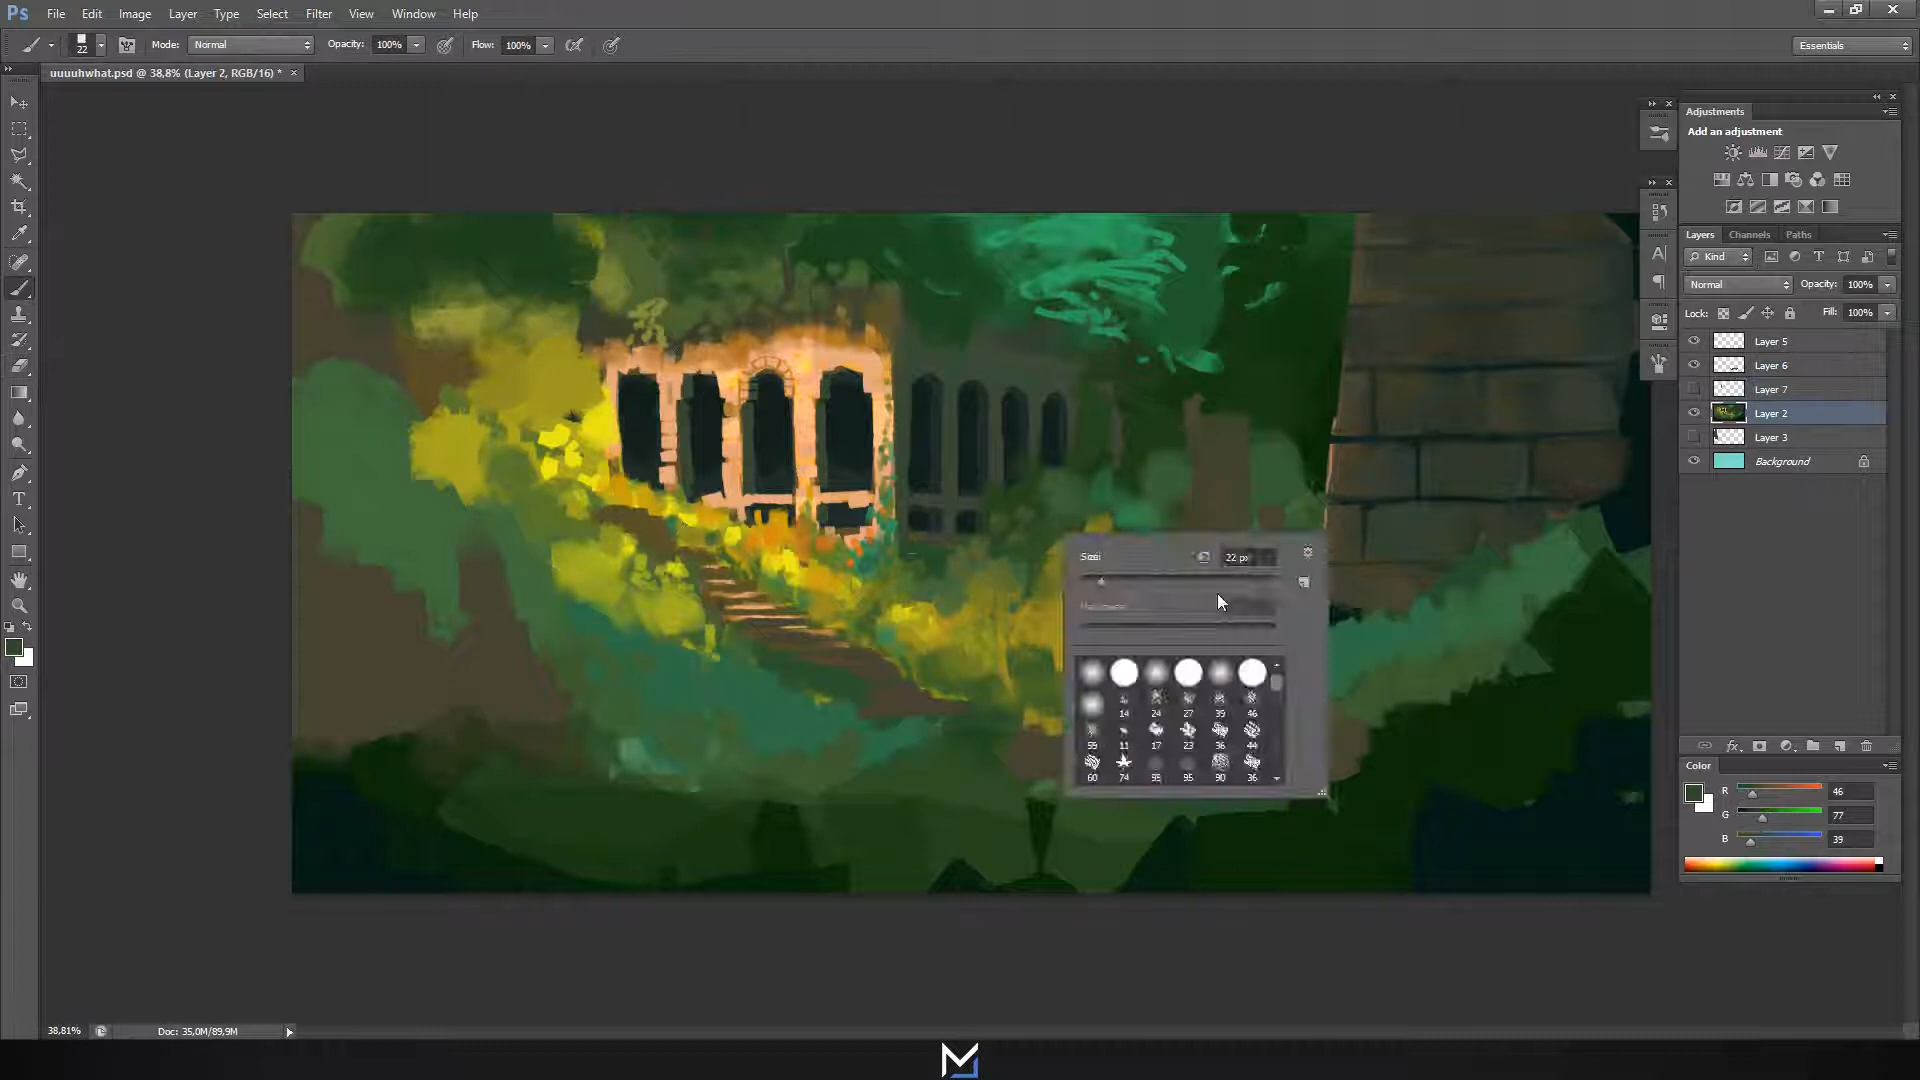 Ps File Edit Image Layer Type Select Filter View Window Help
22 Mode: Normal Opacity: 100% Flow: 100% Essentials
uuuuhwhat.psd @ 38,8% (Layer 2, RGB/16) *
Adjustments
Add an adjustment
Layers Channels Paths
Kind
Normal Opacity: 100%
Lock: Fill: 100%
Layer 5
Layer 6
Layer 7
Layer 2
Layer 3
Background
Size: 22 px
14 24 27 39 46
59 11 17 23 36 44
60 74 95 95 90 36
Color
R 46
G 77
B 39
38,81% Doc: 35,0M/89,9M